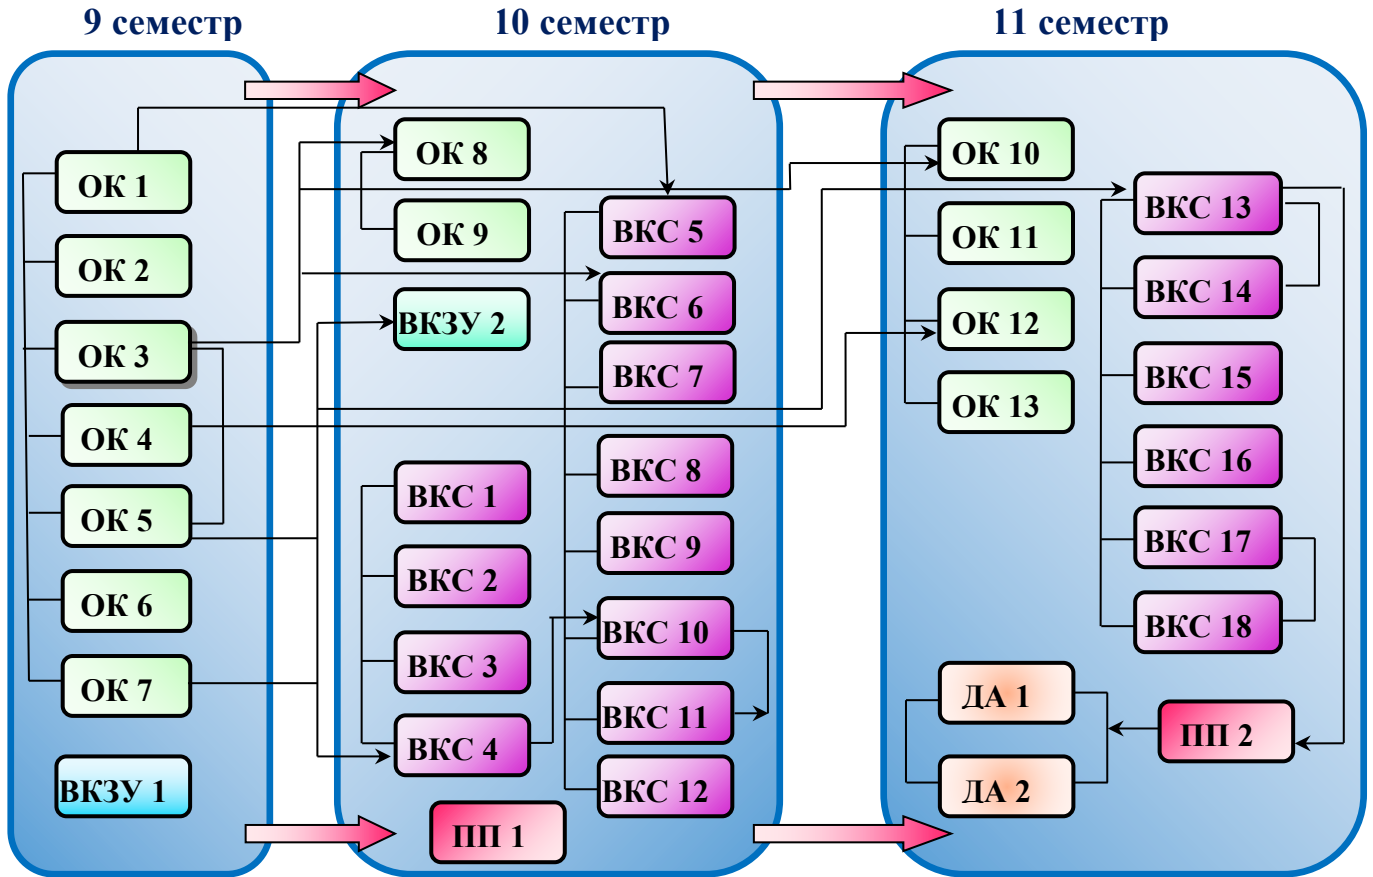 9 семестр
10 семестр
11 семестр
ОК 1
ОК 2
ОК 3
ОК 4
ОК 5
ОК 6
ОК 7
ВКЗУ 1
ОК 8
ОК 9
ВКЗУ 2
ВКС 1
ВКС 2
ВКС 3
ВКС 4
ПП 1
ВКС 5
ВКС 6
ВКС 7
ВКС 8
ВКС 9
ВКС 10
ВКС 11
ВКС 12
ОК 10
ОК 11
ОК 12
ОК 13
ДА 1
ДА 2
ВКС 13
ВКС 14
ВКС 15
ВКС 16
ВКС 17
ВКС 18
ПП 2